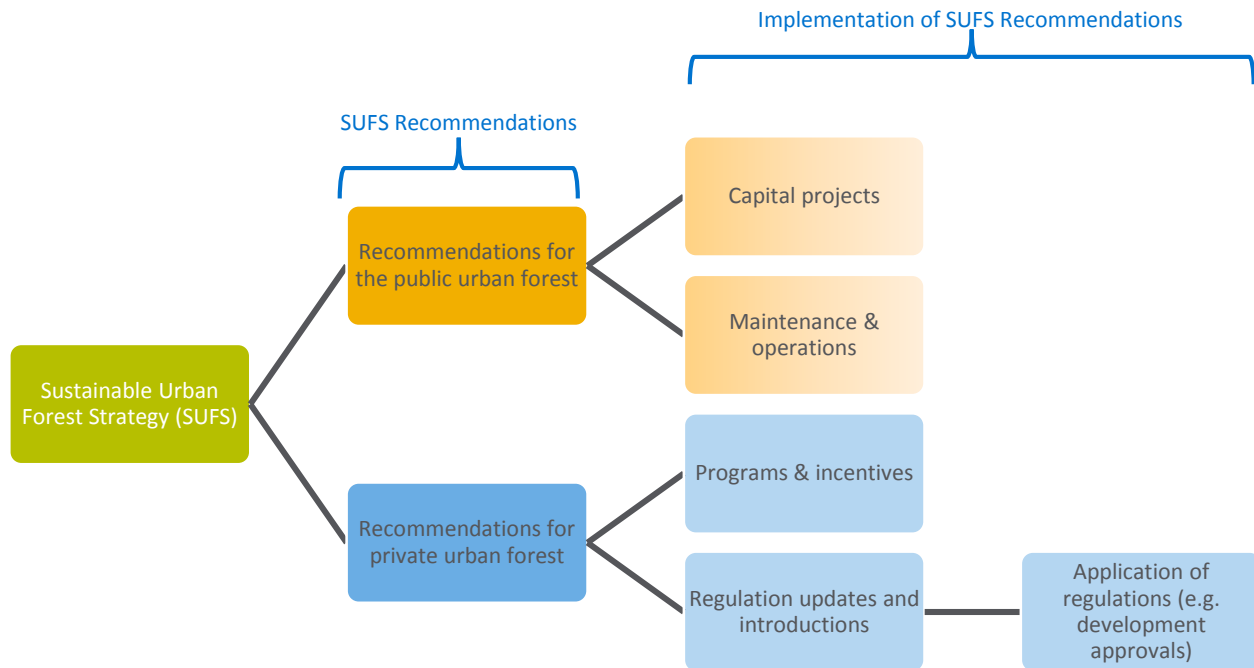 Implementation of SUFS Recommendations
SUFS Recommendations
Sustainable Urban
Forest Strategy (SUFS)
Recommendations for
the public urban forest
Capital projects
Maintenance &
operations
Recommendations for
private urban forest
Programs & incentives
Regulation updates and
introductions
Application of
regulations (e.g.
development
approvals)